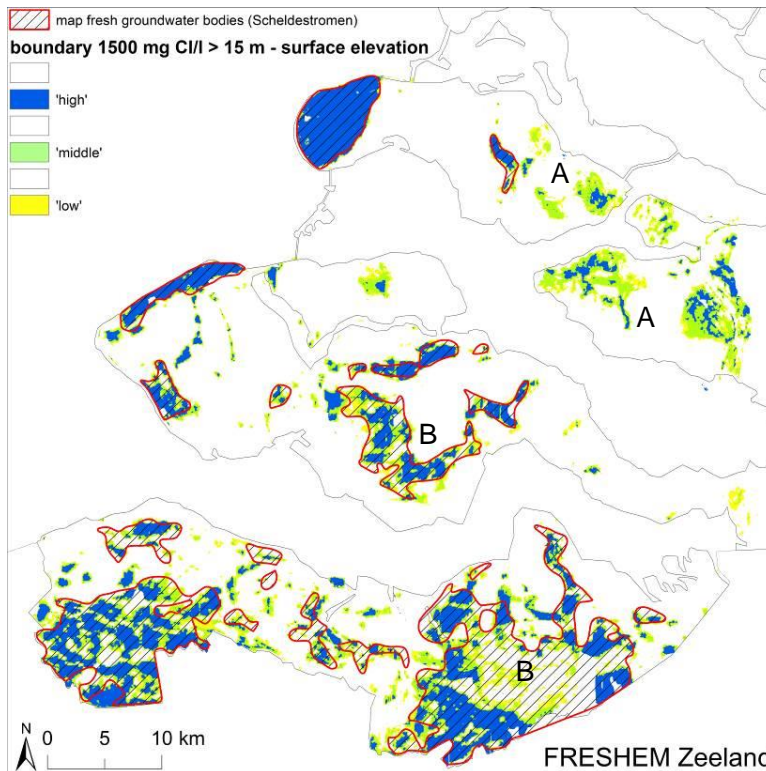 map fresh groundwater bodies (Scheldestromen)
boundary 1500 mg Cl/l > 15 m - surface elevation
'high'
'middle'
'low'
A
A
B
B
N
0 5 10 km
FRESHEM Zeeland